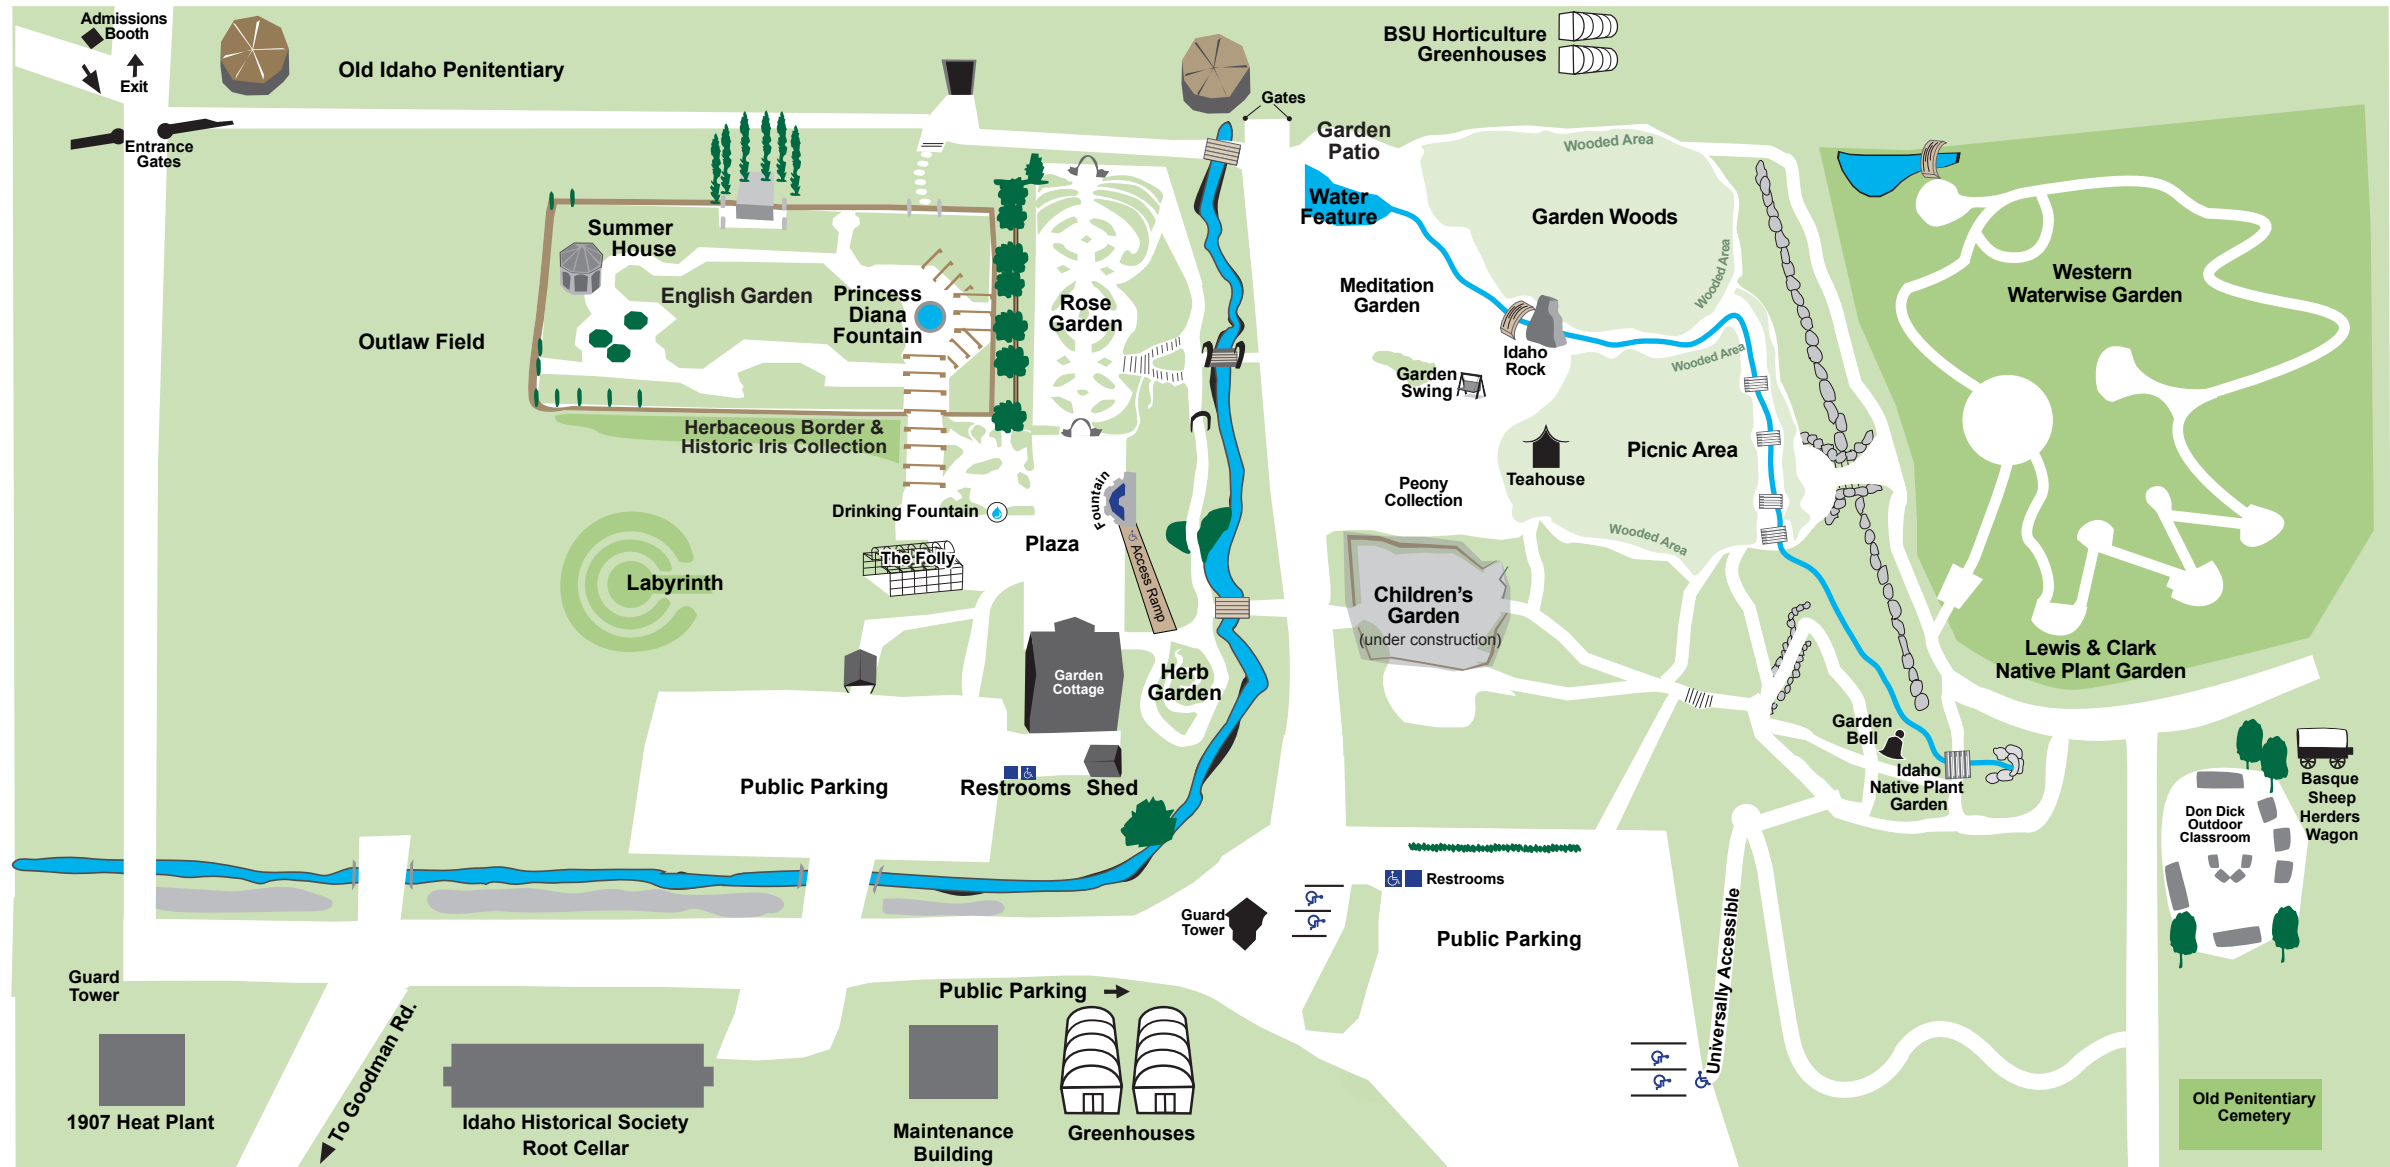 Admissions
Booth
Exit
Entrance
Gates
Old Idaho Penitentiary
BSU Horticulture
Greenhouses
Gates
Garden
Patio
Water
Feature
Wooded Area
Garden Woods
Wooded Area
Meditation
Garden
Idaho
Rock
Wooded Area
Garden
Swing
Western
Waterwise Garden
Summer
House
English Garden
Princess
Diana
Fountain
Rose
Garden
Outlaw Field
Herbaceous Border &
Historic Iris Collection
Drinking Fountain
Fountain
Plaza
The Folly
Access Ramp
Labyrinth
Teahouse
Picnic Area
Peony
Collection
Wooded Area
Children's
Garden
(under construction)
Lewis & Clark
Native Plant Garden
Garden
Cottage
Herb
Garden
Garden
Bell
Idaho
Native Plant
Garden
Public Parking
Restrooms
Shed
Basque
Sheep
Herders
Wagon
Don Dick
Outdoor
Classroom
Restrooms
Guard
Tower
Public Parking
Universally Accessible
Guard
Tower
Public Parking
To Goodman Rd.
1907 Heat Plant
Idaho Historical Society
Root Cellar
Maintenance
Building
Greenhouses
Old Penitentiary
Cemetery